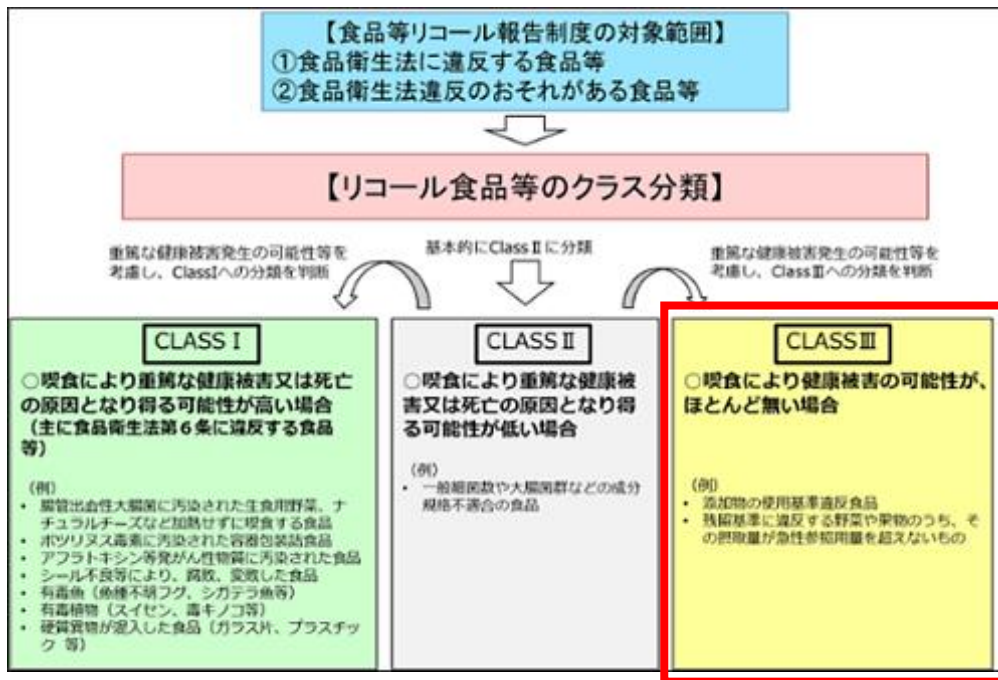 【食品等リコール報告制度の対象範囲】
①食品衛生法に違反する食品等
②食品衛生法違反のおそれがある食品等
【リコール食品等のクラス分類】
重篤な健康被害発生の可能性等を
考慮し、ClassⅠへの分類を判断
基本的にClassⅡに分類
重篤な健康被害発生の可能性等を
考慮し、ClassⅢへの分類を判断
CLASSⅠ
○喫食により重篤な健康被害又は死亡
の原因となり得る可能性が高い場合
（主に食品衛生法第６条に違反する食品
等）
（例）
・ 腸管出血性大腸菌に汚染された生食用野菜、ナ
チュラルチーズなど加熱せずに喫食する食品
・ ボツリヌス毒素に汚染された容器包装詰食品
・ アフラトキシン等発がん性物質に汚染された食品
・ シール不良等により、腐敗、変敗した食品
・ 有毒魚（魚種不明フグ、シガテラ魚等）
・ 有毒植物（スイセン、毒キノコ等）
・ 硬質異物が混入した食品（ガラス片、プラスチッ
ク 等）
CLASSⅡ
○喫食により重篤な健康被
害又は死亡の原因となり得
る可能性が低い場合
（例）
・ 一般細菌数や大腸菌群などの成分
規格不適合の食品
CLASSⅢ
○喫食により健康被害の可能性が、
ほとんど無い場合
（例）
・ 添加物の使用基準違反食品
・ 残留基準に違反する野菜や果物のうち、そ
の摂取量が急性参照用量を超えないもの